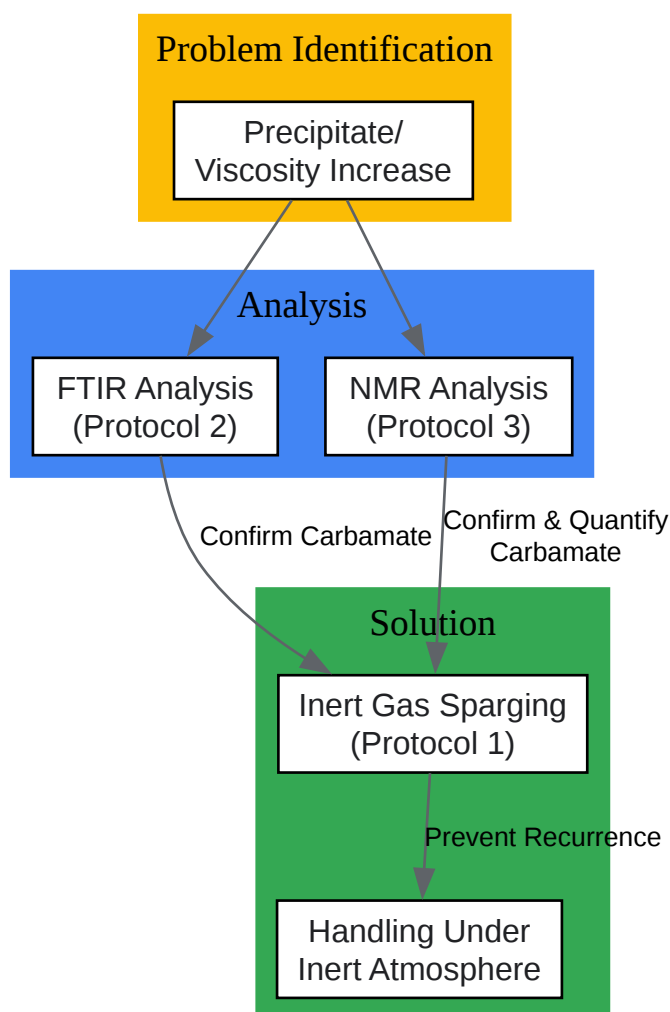 Problem Identification
Precipitate/
Viscosity Increase
Analysis
FTIR Analysis
(Protocol 2)
NMR Analysis
(Protocol 3)
Confirm Carbamate
Confirm & Quantify
Carbamate
Solution
Inert Gas Sparging
(Protocol 1)
Prevent Recurrence
Handling Under
Inert Atmosphere